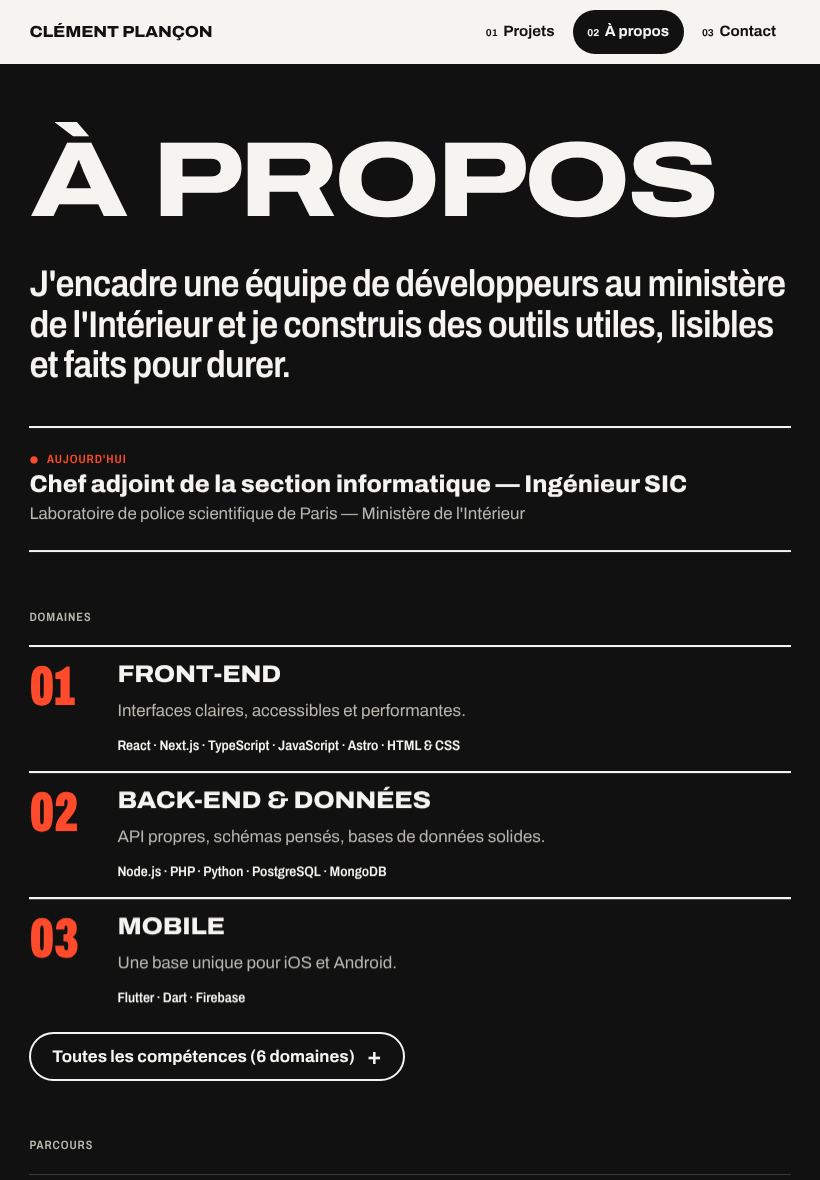 CLÉMENT PLANÇON
01 Projets
02 À propos
03 Contact
À PROPOS
J'encadre une équipe de développeurs au ministère
de l'Intérieur et je construis des outils utiles, lisibles
et faits pour durer.
AUJOURD'HUI
Chef adjoint de la section informatique — Ingénieur SIC
Laboratoire de police scientifique de Paris — Ministère de l'Intérieur
DOMAINES
01
FRONT-END
Interfaces claires, accessibles et performantes.
React · Next.js · TypeScript · JavaScript · Astro · HTML & CSS
02
BACK-END & DONNÉES
API propres, schémas pensés, bases de données solides.
Node.js · PHP · Python · PostgreSQL · MongoDB
03
MOBILE
Une base unique pour iOS et Android.
Flutter · Dart · Firebase
Toutes les compétences (6 domaines) +
PARCOURS